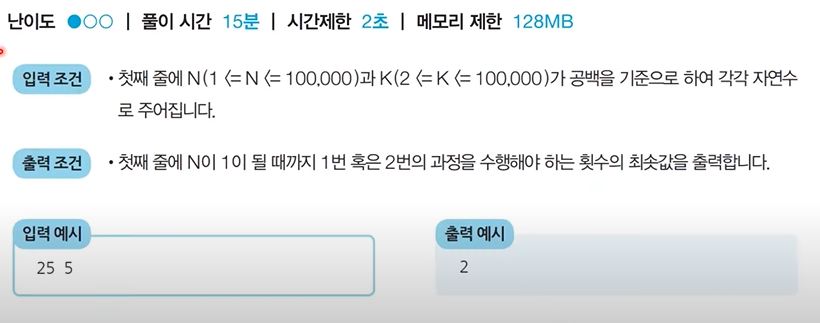 난이도 ●○○ | 풀이 시간 15분 | 시간제한 2초 | 메모리 제한 128MB
입력 조건 • 첫째 줄에 N(1 <= N <= 100,000)과 K(2 <= K <= 100,000)가 공백을 기준으로 하여 각각 자연수
로 주어집니다.
출력 조건 • 첫째 줄에 N이 1이 될 때까지 1번 혹은 2번의 과정을 수행해야 하는 횟수의 최솟값을 출력합니다.
입력 예시
25 5
출력 예시
2